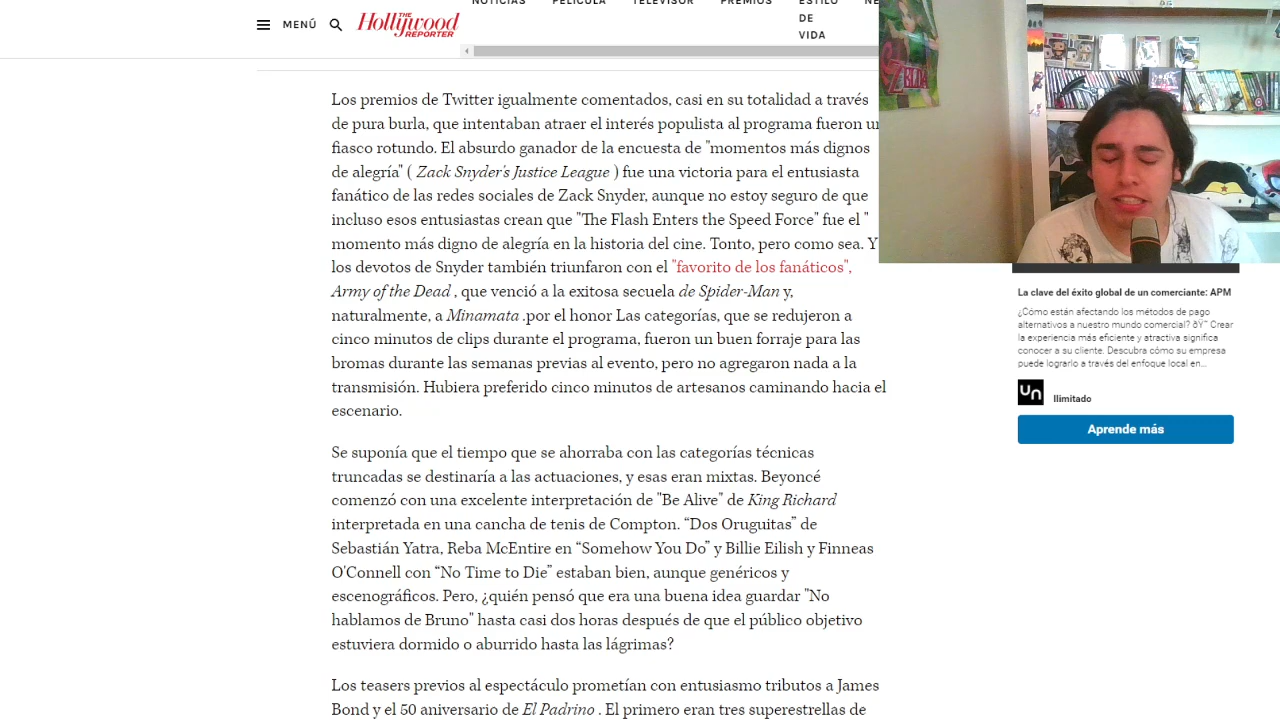 NOTICIAS PELÍCULA TELEVISOR PREMIOS ESTILO DE VIDA
MENÚ
THE Hollywood REPORTER
ZELDA
Los premios de Twitter igualmente comentados, casi en su totalidad a través
de pura burla, que intentaban atraer el interés populista al programa fueron un
fiasco rotundo. El absurdo ganador de la encuesta de "momentos más dignos
de alegría" ( Zack Snyder's Justice League ) fue una victoria para el entusiasta
fanático de las redes sociales de Zack Snyder, aunque no estoy seguro de que
incluso esos entusiastas crean que "The Flash Enters the Speed Force" fue el "
momento más digno de alegría en la historia del cine. Tonto, pero como sea. Y
los devotos de Snyder también triunfaron con el "favorito de los fanáticos",
Army of the Dead , que venció a la exitosa secuela de Spider-Man y,
naturalmente, a Minamata .por el honor Las categorías, que se redujeron a
cinco minutos de clips durante el programa, fueron un buen forraje para las
bromas durante las semanas previas al evento, pero no agregaron nada a la
transmisión. Hubiera preferido cinco minutos de artesanos caminando hacia el
escenario.
Se suponía que el tiempo que se ahorraba con las categorías técnicas
truncadas se destinaría a las actuaciones, y esas eran mixtas. Beyoncé
comenzó con una excelente interpretación de "Be Alive" de King Richard
interpretada en una cancha de tenis de Compton. “Dos Oruguitas” de
Sebastián Yatra, Reba McEntire en “Somehow You Do” y Billie Eilish y Finneas
O'Connell con “No Time to Die” estaban bien, aunque genéricos y
escenográficos. Pero, ¿quién pensó que era una buena idea guardar "No
hablamos de Bruno" hasta casi dos horas después de que el público objetivo
estuviera dormido o aburrido hasta las lágrimas?
Los teasers previos al espectáculo prometían con entusiasmo tributos a James
Bond y el 50 aniversario de El Padrino . El primero eran tres superestrellas de
La clave del éxito global de un comerciante: APM
¿Cómo están afectando los métodos de pago
alternativos a nuestro mundo comercial? ðŸ¨ Crear
la experiencia más eficiente y atractiva significa
conocer a su cliente. Descubra cómo su empresa
puede lograrlo a través del enfoque local en...
un
Ilimitado
Aprende más